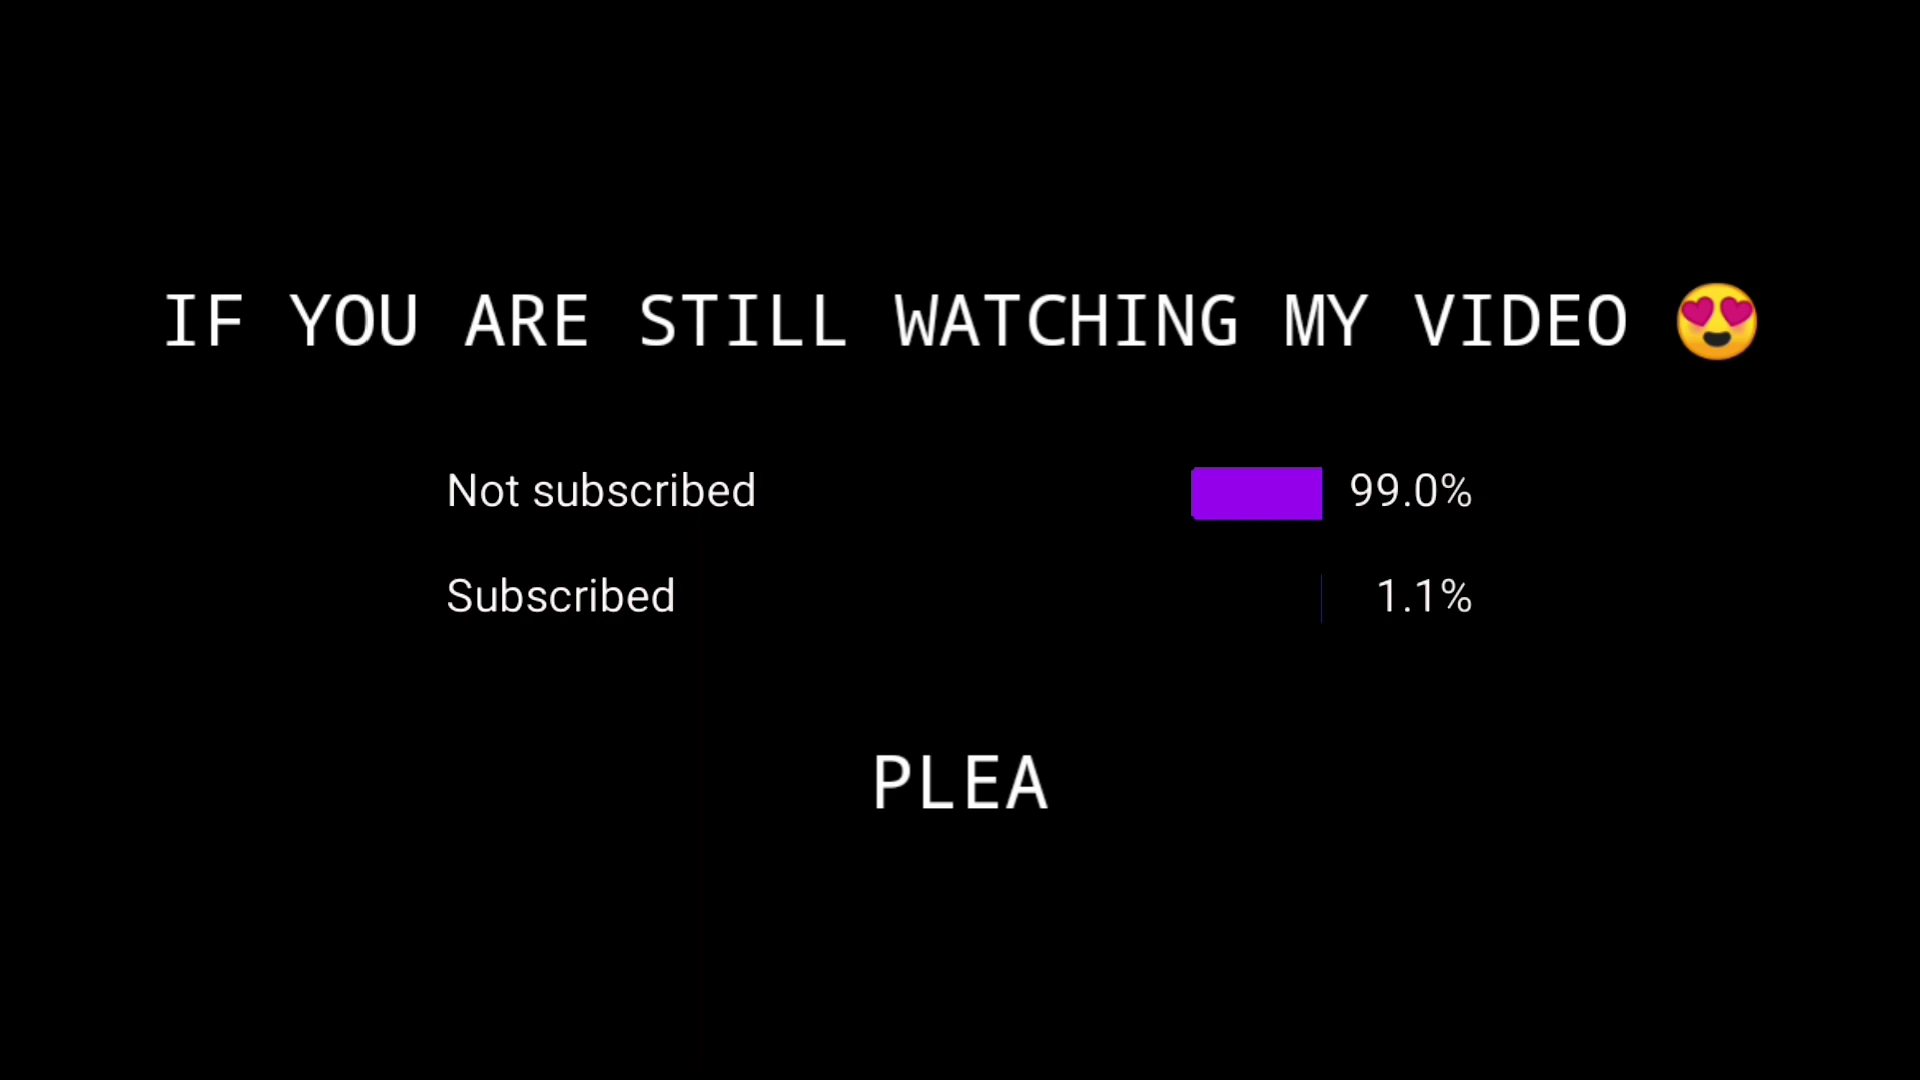 IF YOU ARE STILL WATCHING MY VIDEO 😍
Not subscribed 99.0%
Subscribed 1.1%
PLEA